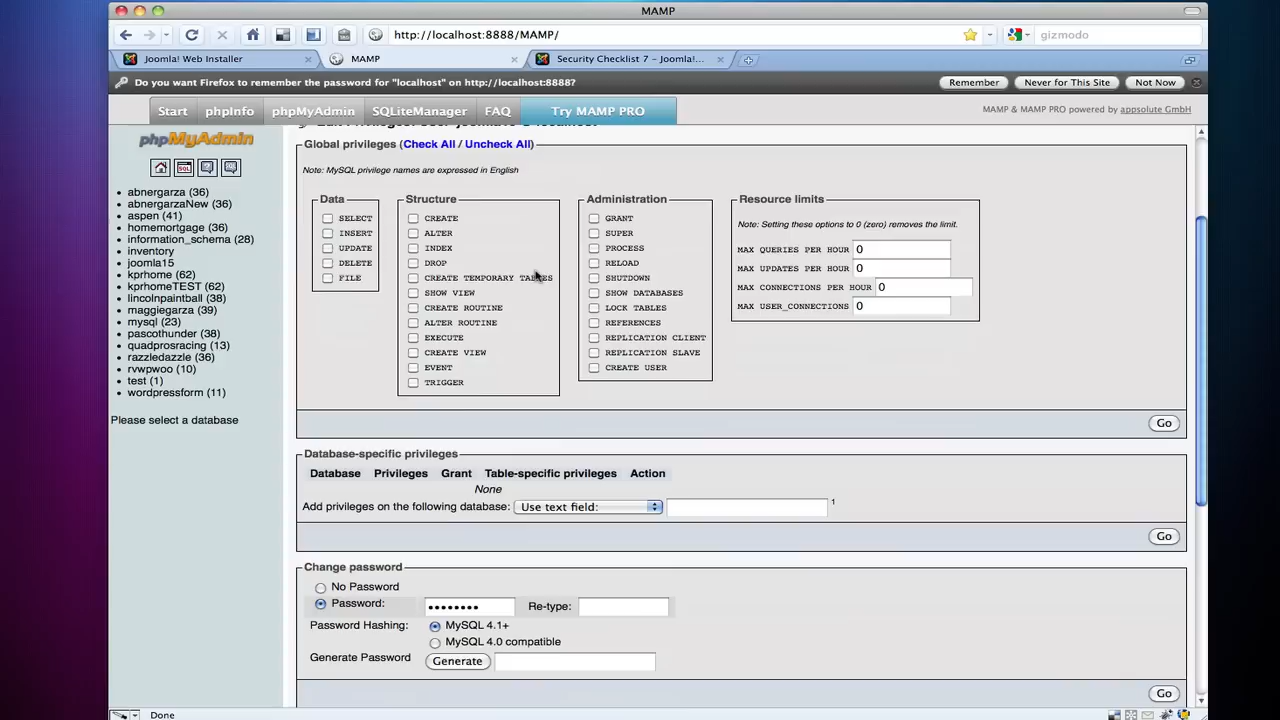 MAMP
http://localhost:8888/MAMP/
gizmodo
Joomla! Web Installer
MAMP
Security Checklist 7 – Joomla!...
Do you want Firefox to remember the password for "localhost" on http://localhost:8888?
Remember
Never for This Site
Not Now
Start
phpInfo
phpMyAdmin
SQLiteManager
FAQ
Try MAMP PRO
MAMP & MAMP PRO powered by appsolute GmbH
phpMyAdmin
SQL
abnergarza (36)
abnergarzaNew (36)
aspen (41)
homemortgage (36)
information_schema (28)
inventory
joomla15
kprhome (62)
kprhomeTEST (62)
lincolnpaintball (38)
maggiegarza (39)
mysql (23)
pascothunder (38)
quadprosracing (13)
razzledazzle (36)
rvwpwoo (10)
test (1)
wordpressform (11)
Please select a database
Global privileges (Check All / Uncheck All)
Note: MySQL privilege names are expressed in English
Data
SELECT
INSERT
UPDATE
DELETE
FILE
Structure
CREATE
ALTER
INDEX
DROP
CREATE TEMPORARY TABLES
SHOW VIEW
CREATE ROUTINE
ALTER ROUTINE
EXECUTE
CREATE VIEW
EVENT
TRIGGER
Administration
GRANT
SUPER
PROCESS
RELOAD
SHUTDOWN
SHOW DATABASES
LOCK TABLES
REFERENCES
REPLICATION CLIENT
REPLICATION SLAVE
CREATE USER
Resource limits
Note: Setting these options to 0 (zero) removes the limit.
MAX QUERIES PER HOUR 0
MAX UPDATES PER HOUR 0
MAX CONNECTIONS PER HOUR 0
MAX USER_CONNECTIONS 0
Go
Database-specific privileges
Database Privileges Grant Table-specific privileges Action
None
Add privileges on the following database: Use text field: 1
Go
Change password
No Password
Password: •••••••• Re-type:
Password Hashing: MySQL 4.1+
MySQL 4.0 compatible
Generate Password Generate
Go
Done